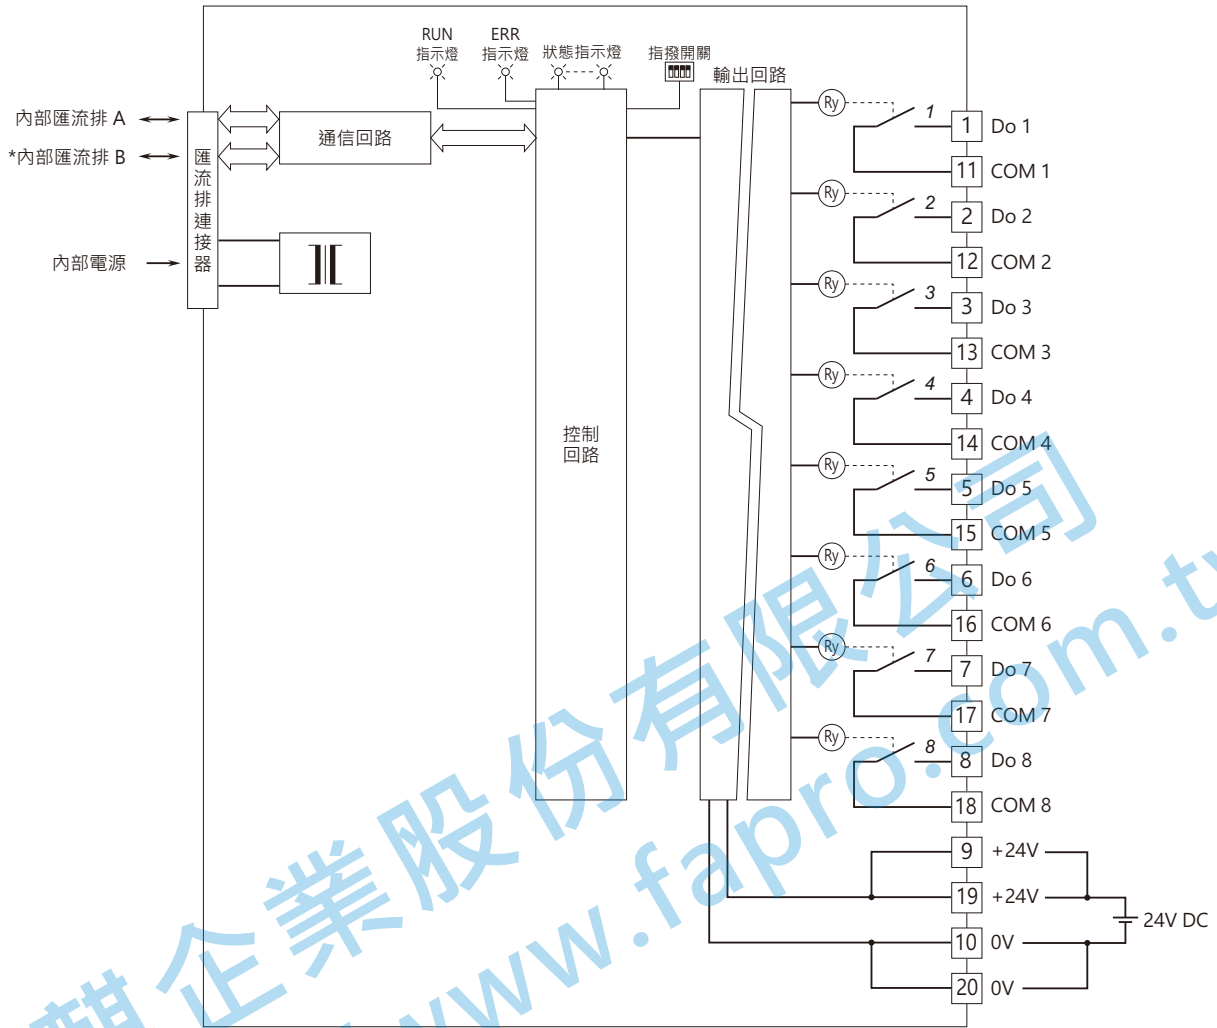 RUN
指示燈
ERR
指示燈
狀態指示燈
指撥開關
輸出回路
內部匯流排 A
*內部匯流排 B
內部電源
匯流排連接器
通信回路
控制
回路
Ry
1
1 Do 1
11 COM 1
Ry
2
2 Do 2
12 COM 2
Ry
3
3 Do 3
13 COM 3
Ry
4
4 Do 4
14 COM 4
Ry
5
5 Do 5
15 COM 5
Ry
6
6 Do 6
16 COM 6
Ry
7
7 Do 7
17 COM 7
Ry
8
8 Do 8
18 COM 8
9 +24V
19 +24V
10 0V
20 0V
24V DC
企業股份有限公司
www.fapro.com.t